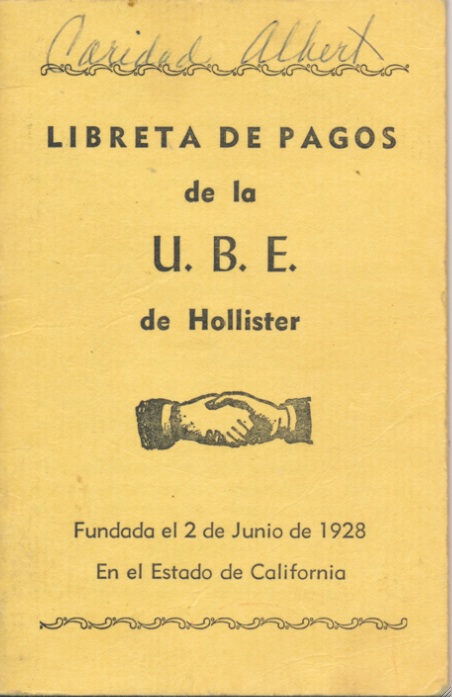 Caridad Albert
LIBRETA DE PAGOS
de la
U. B. E.
de Hollister
Fundada el 2 de Junio de 1928
En el Estado de California